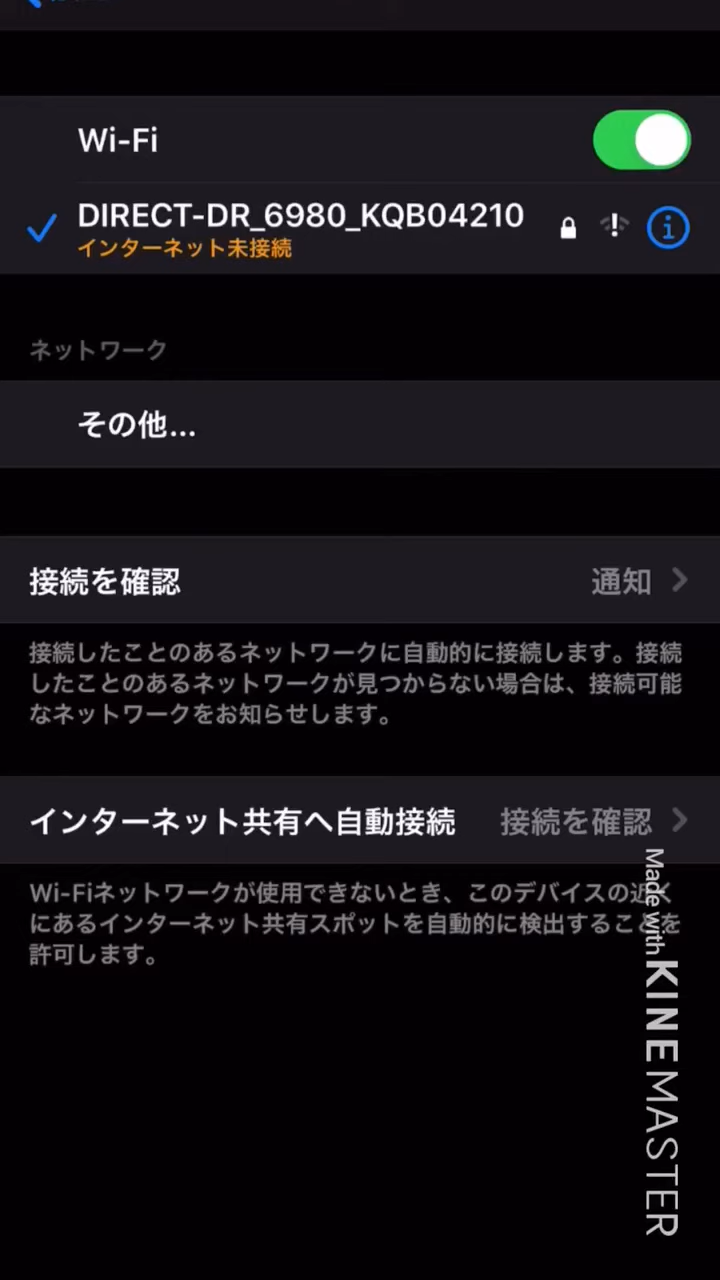 Wi-Fi
DIRECT-DR_6980_KQB04210
インターネット未接続
ネットワーク
その他...
接続を確認 通知
接続したことのあるネットワークに自動的に接続します。接続
したことのあるネットワークが見つからない場合は、接続可能
なネットワークをお知らせします。
インターネット共有へ自動接続 接続を確認
Wi-Fiネットワークが使用できないとき、このデバイスの近く
にあるインターネット共有スポットを自動的に検出することを
許可します。
Made with KINEMASTER